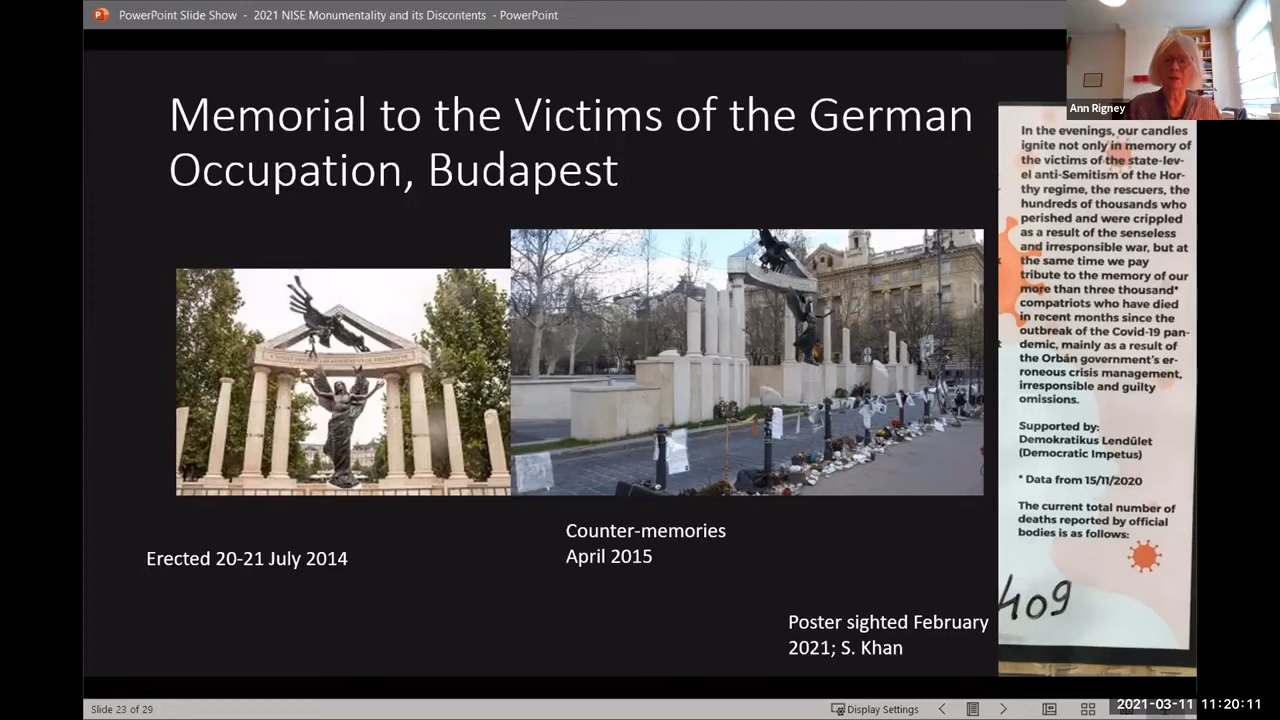 PowerPoint Slide Show - 2021 NISE Monumentality and its Discontents - PowerPoint
Ann Rigney
Memorial to the Victims of the German
Occupation, Budapest
In the evenings, our candles
ignite not only in memory of
the victims of the state-lev-
el anti-Semitism of the Hor-
thy regime, the rescuers, the
hundreds of thousands who
perished and were crippled
as a result of the senseless
and irresponsible war, but at
the same time we pay
tribute to the memory of our
more than three thousand*
compatriots who have died
in recent months since the
outbreak of the Covid-19 pan-
demic, mainly as a result of
the Orbán government's er-
roneous crisis management,
irresponsible and guilty
omissions.
Supported by:
Demokratikus Lendület
(Democratic Impetus)
* Data from 15/11/2020
The current total number of
deaths reported by official
bodies is as follows:
409
Erected 20-21 July 2014
Counter-memories
April 2015
Poster sighted February
2021; S. Khan
Slide 23 of 29
Display Settings
2021-03-11 11:20:11